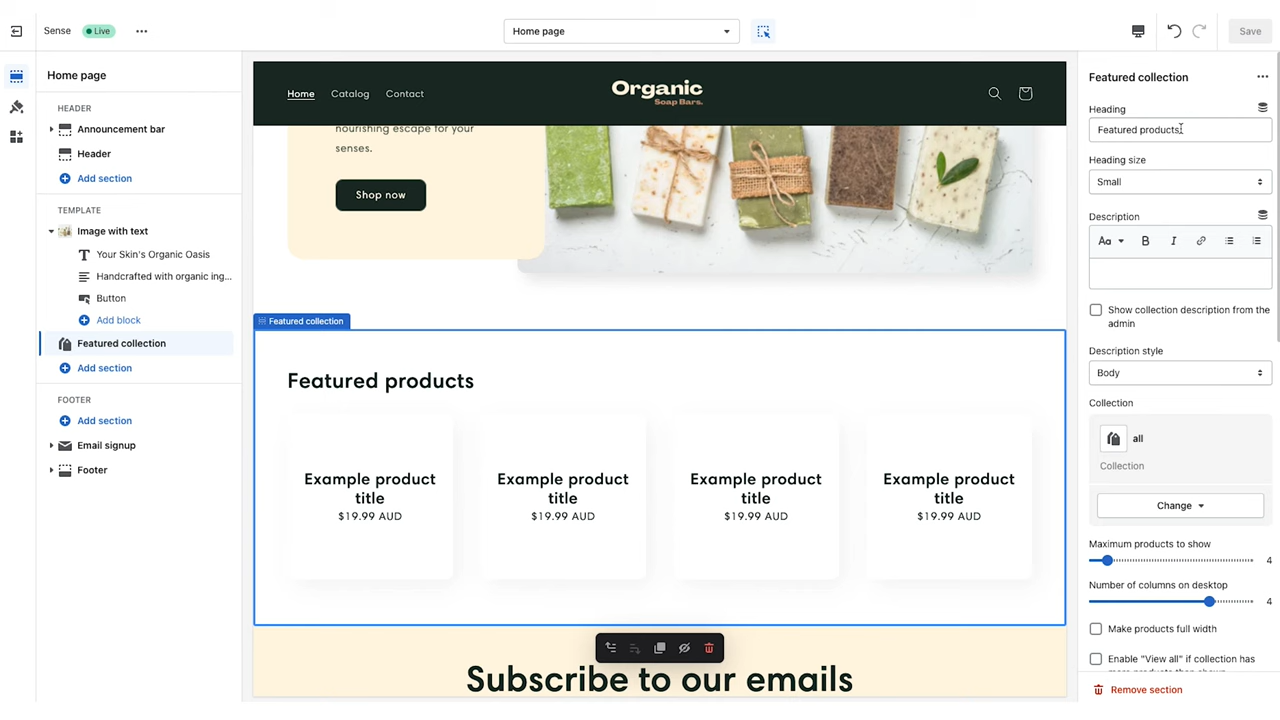 Sense
Live
Home page
Save
Home page
HEADER
Announcement bar
Header
Add section
TEMPLATE
Image with text
Your Skin's Organic Oasis
Handcrafted with organic ing...
Button
Add block
Featured collection
Add section
FOOTER
Add section
Email signup
Footer
Home
Catalog
Contact
Organic
Soap Bars.
nourishing escape for your
senses.
Shop now
Featured collection
Featured products
Example product
title
$19.99 AUD
Example product
title
$19.99 AUD
Example product
title
$19.99 AUD
Example product
title
$19.99 AUD
Subscribe to our emails
Featured collection
Heading
Featured products
Heading size
Small
Description
Aa
B
I
Show collection description from the
admin
Description style
Body
Collection
all
Collection
Change
Maximum products to show
4
Number of columns on desktop
4
Make products full width
Enable "View all" if collection has
more products than shown
Remove section